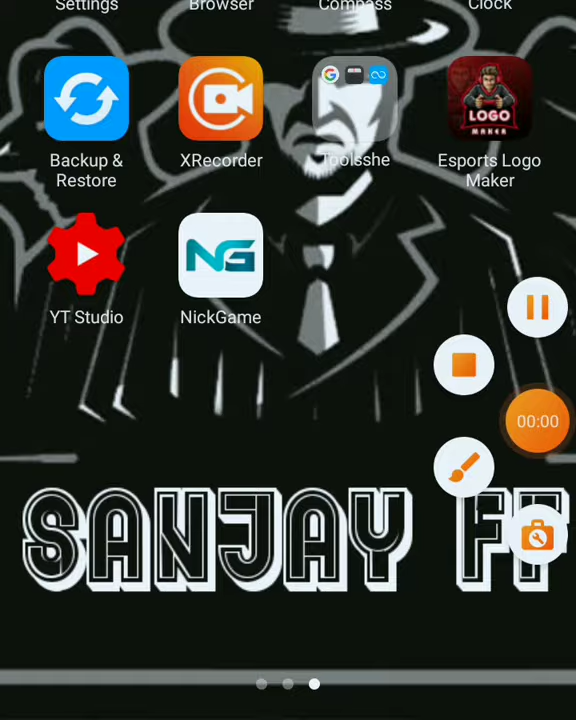 Settings Browser Compass Clock
Backup & Restore
XRecorder
Toolsshe
Esports Logo Maker
LOGO
MAKER
YT Studio
NG
NickGame
00:00
SANJAY FF